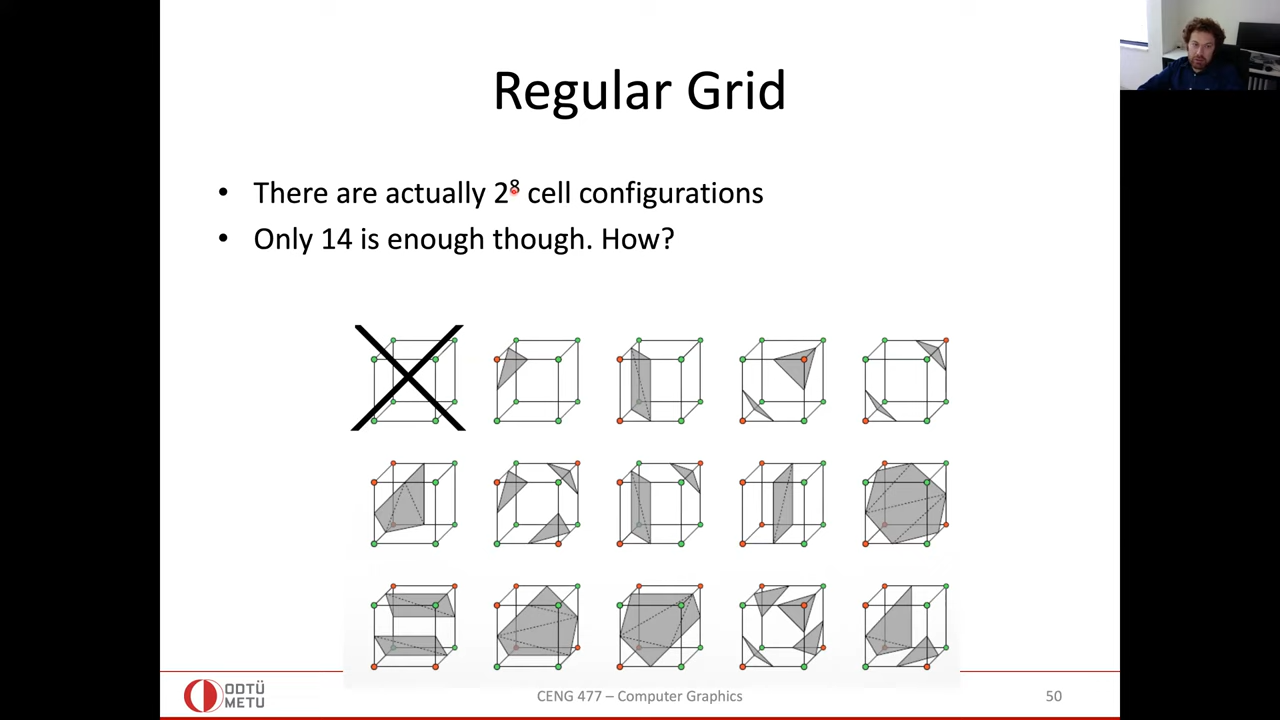 Regular Grid
• There are actually 2⁸ cell configurations
• Only 14 is enough though. How?
ODTÜ
METU
CENG 477 – Computer Graphics
50